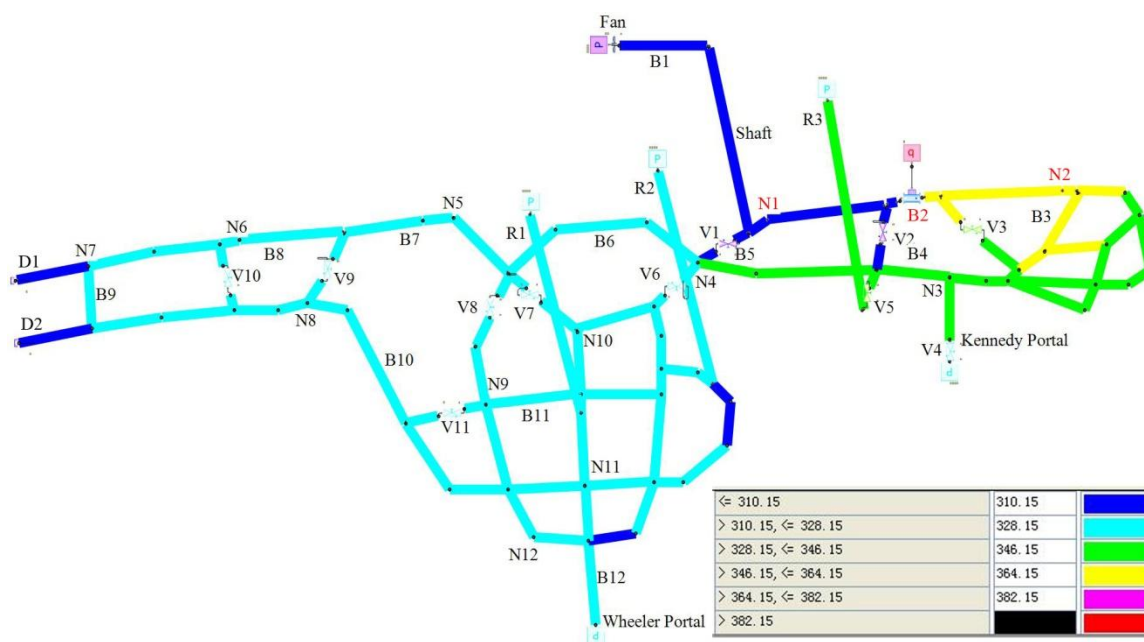 Fan
P
B1
P
R3
Shaft
P
q
R2
N1
B2
N2
P
N5
N6
R1
B6
V1
B5
V2
B4
V3
B3
N7
B8
B7
D1
V10
V9
V6
N4
B9
V8
V7
V5
N3
D2
N8
N10
Kennedy Portal
V4
P
B10
N9
V11
B11
N11
N12
B12
Wheeler Portal
P
<= 310.15 310.15
> 310.15, <= 328.15 328.15
> 328.15, <= 346.15 346.15
> 346.15, <= 364.15 364.15
> 364.15, <= 382.15 382.15
> 382.15